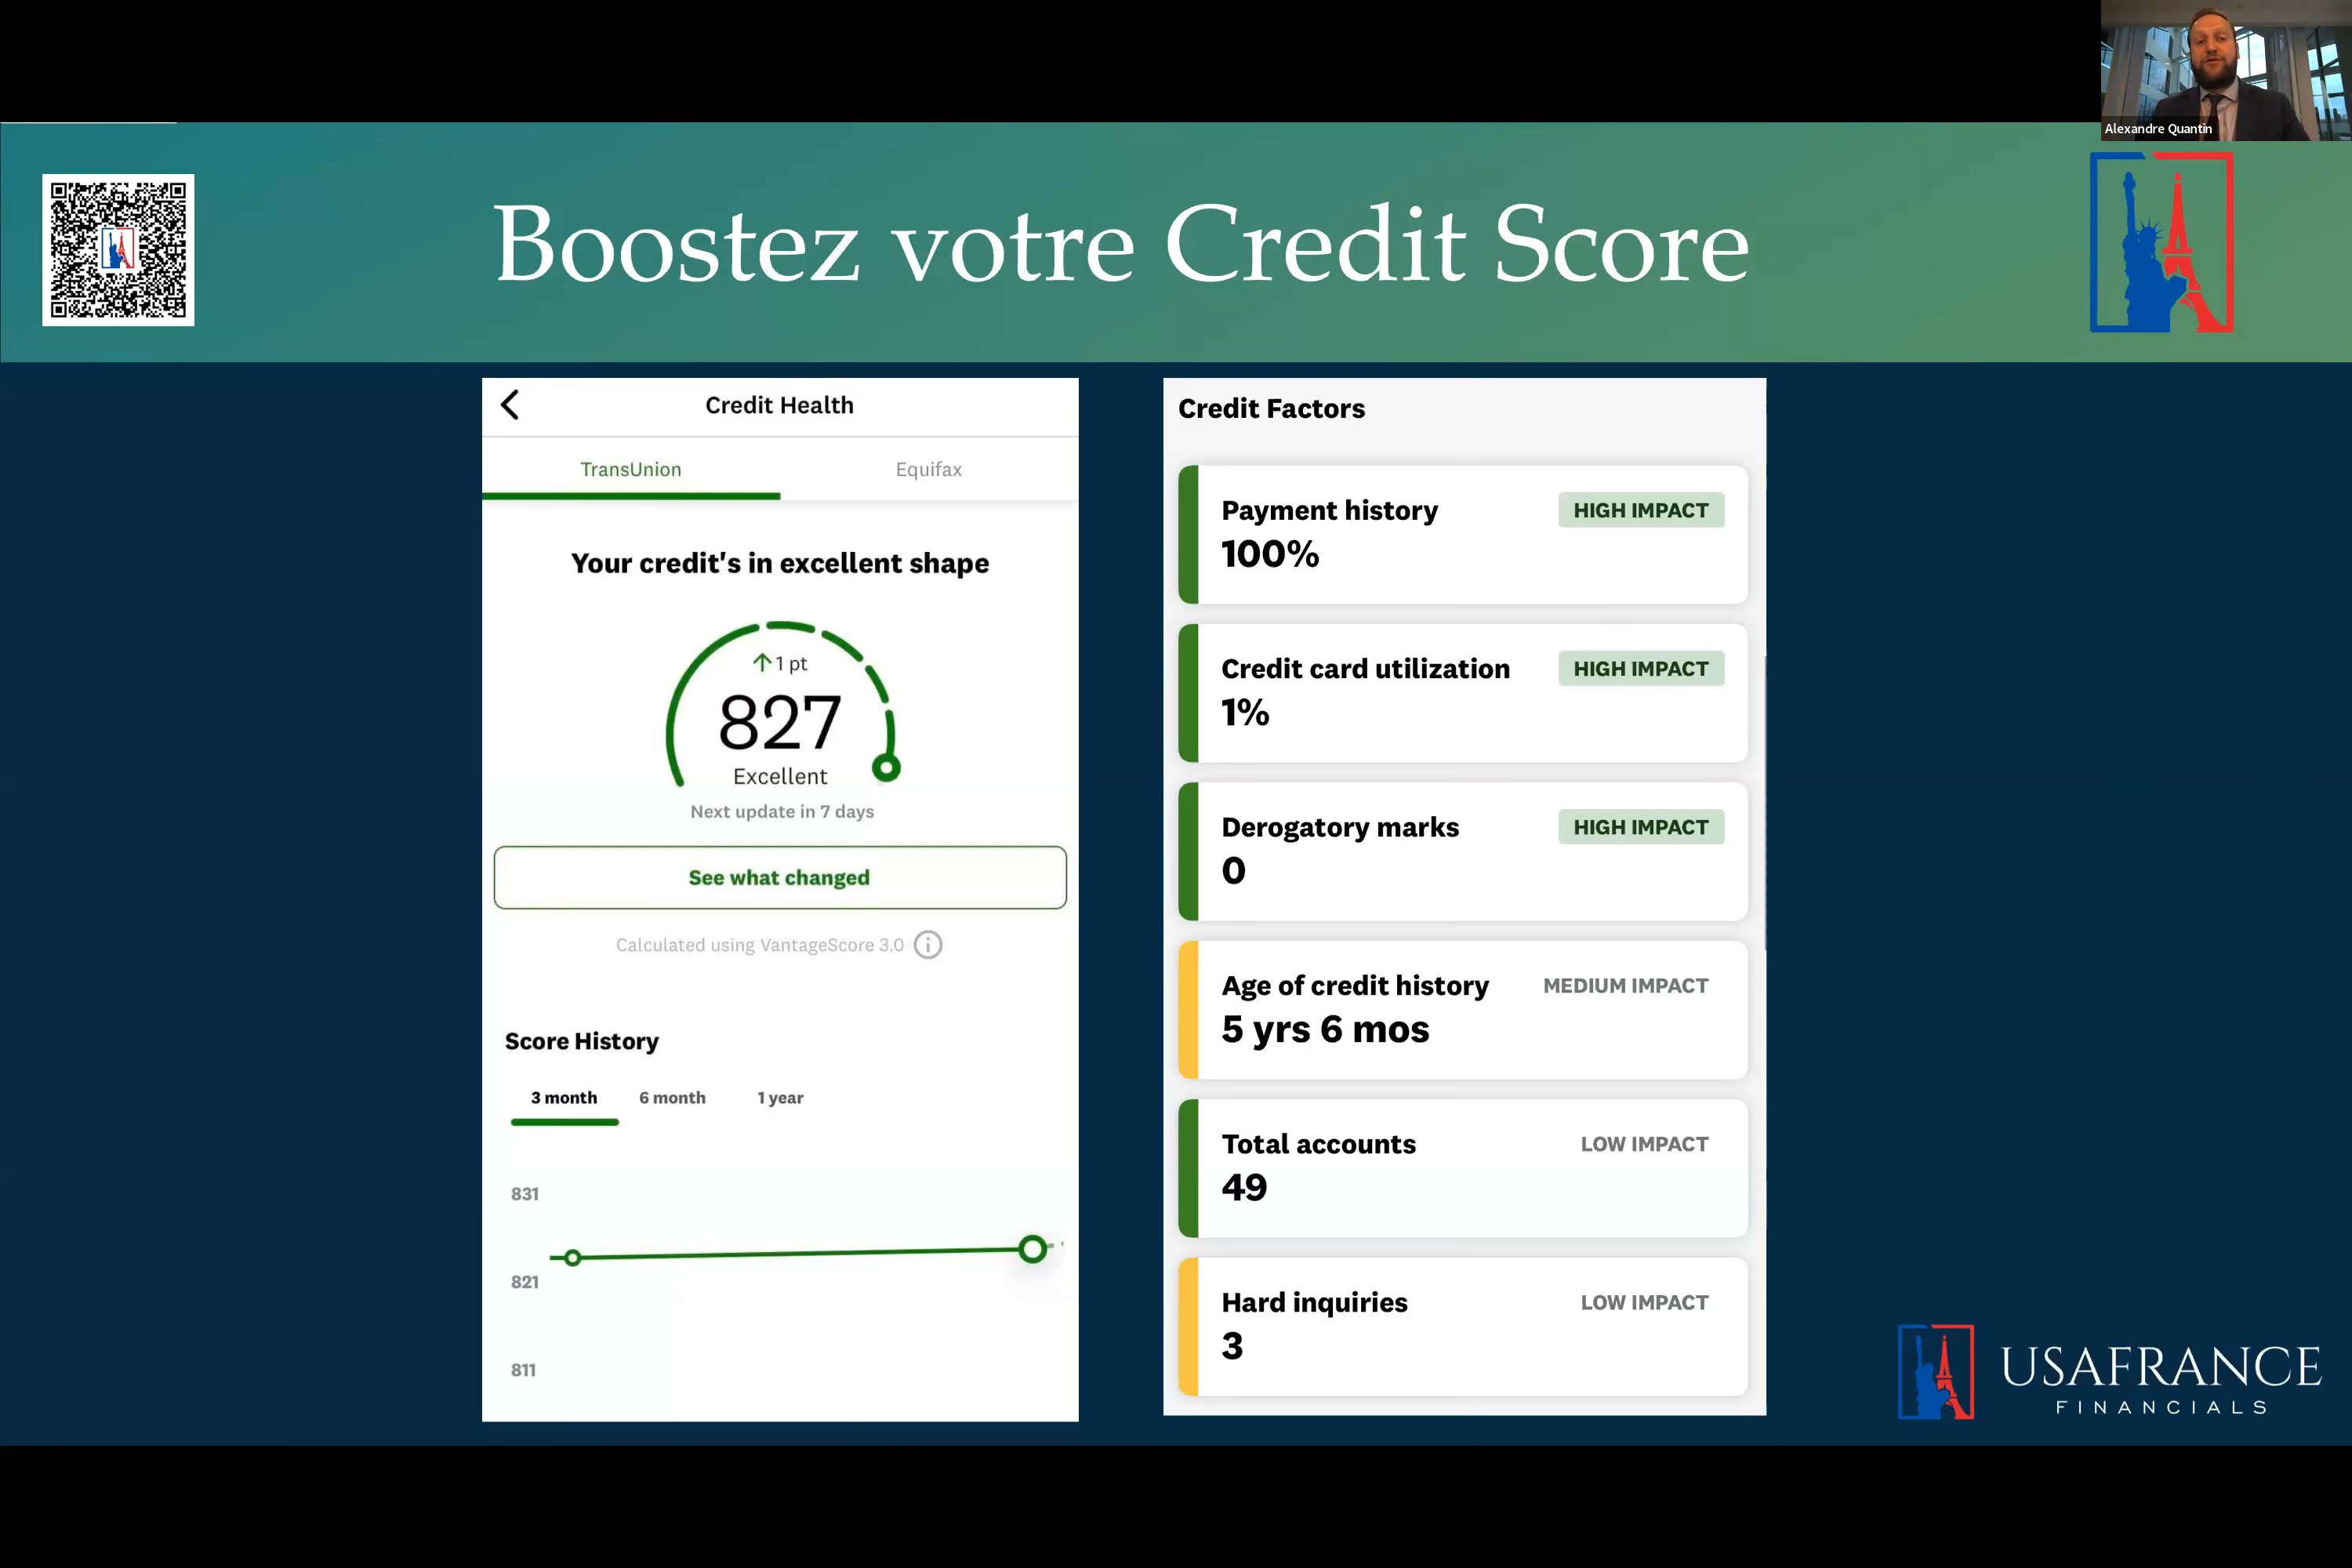 Alexandre Quantin
Boostez votre Credit Score
Credit Health
TransUnion
Equifax
Your credit's in excellent shape
↑ 1 pt
827
Excellent
Next update in 7 days
See what changed
Calculated using VantageScore 3.0
Score History
3 month
6 month
1 year
831
821
811
Credit Factors
Payment history
HIGH IMPACT
100%
Credit card utilization
HIGH IMPACT
1%
Derogatory marks
HIGH IMPACT
0
Age of credit history
MEDIUM IMPACT
5 yrs 6 mos
Total accounts
LOW IMPACT
49
Hard inquiries
LOW IMPACT
3
USAFRANCE
FINANCIALS